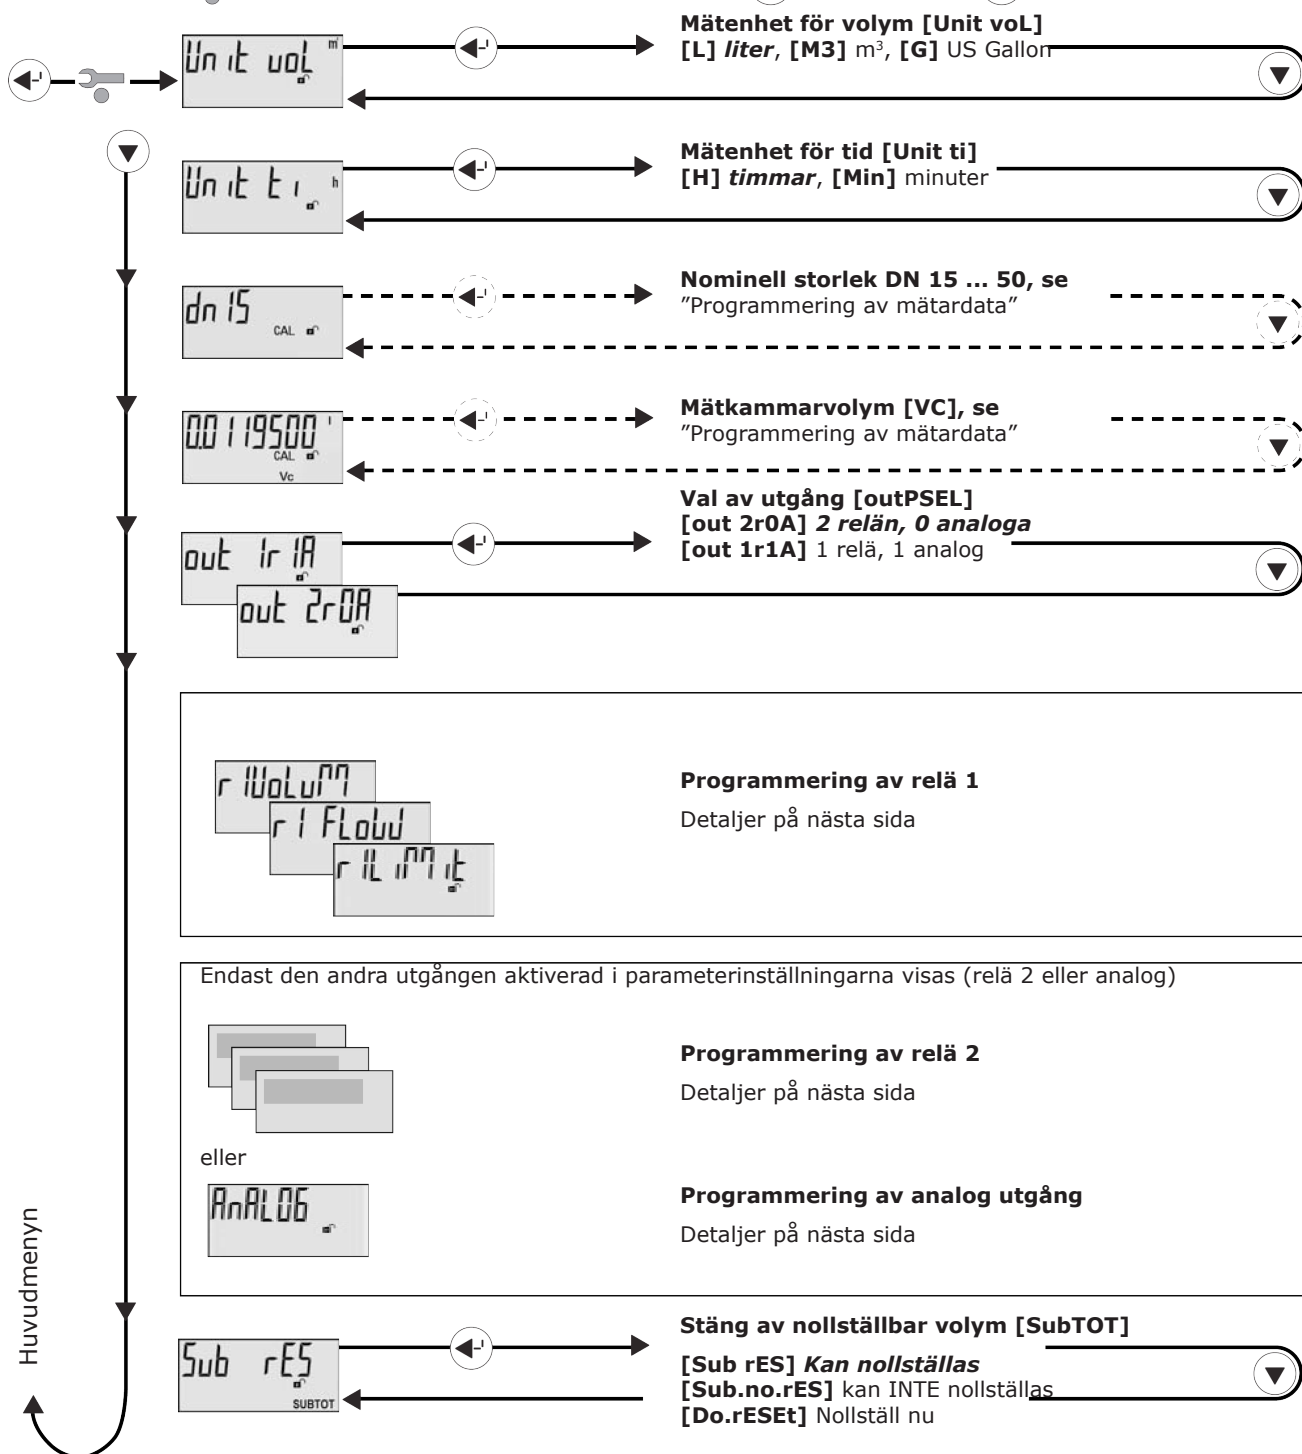 Unit voL m³
Mätenhet för volym [Unit voL]
[L] liter, [M3] m³, [G] US Gallon
Unit ti h
Mätenhet för tid [Unit ti]
[H] timmar, [Min] minuter
dn 15
CAL
Nominell storlek DN 15 ... 50, se
”Programmering av mätardata”
0.0119500 l
CAL
Vc
Mätkammarvolym [VC], se
”Programmering av mätardata”
Val av utgång [outPSEL]
[out 2r0A] 2 relän, 0 analoga
[out 1r1A] 1 relä, 1 analog
out 1r1A
out 2r0A
r1VoLuM
r1 FLoW
r1LiMit
Programmering av relä 1
Detaljer på nästa sida
Endast den andra utgången aktiverad i parameterinställningarna visas (relä 2 eller analog)
Programmering av relä 2
Detaljer på nästa sida
eller
AnALOG
Programmering av analog utgång
Detaljer på nästa sida
Huvudmenyn
Sub rES
SUBTOT
Stäng av nollställbar volym [SubTOT]
[Sub rES] Kan nollställas
[Sub.no.rES] kan INTE nollställas
[Do.rESEt] Nollställ nu